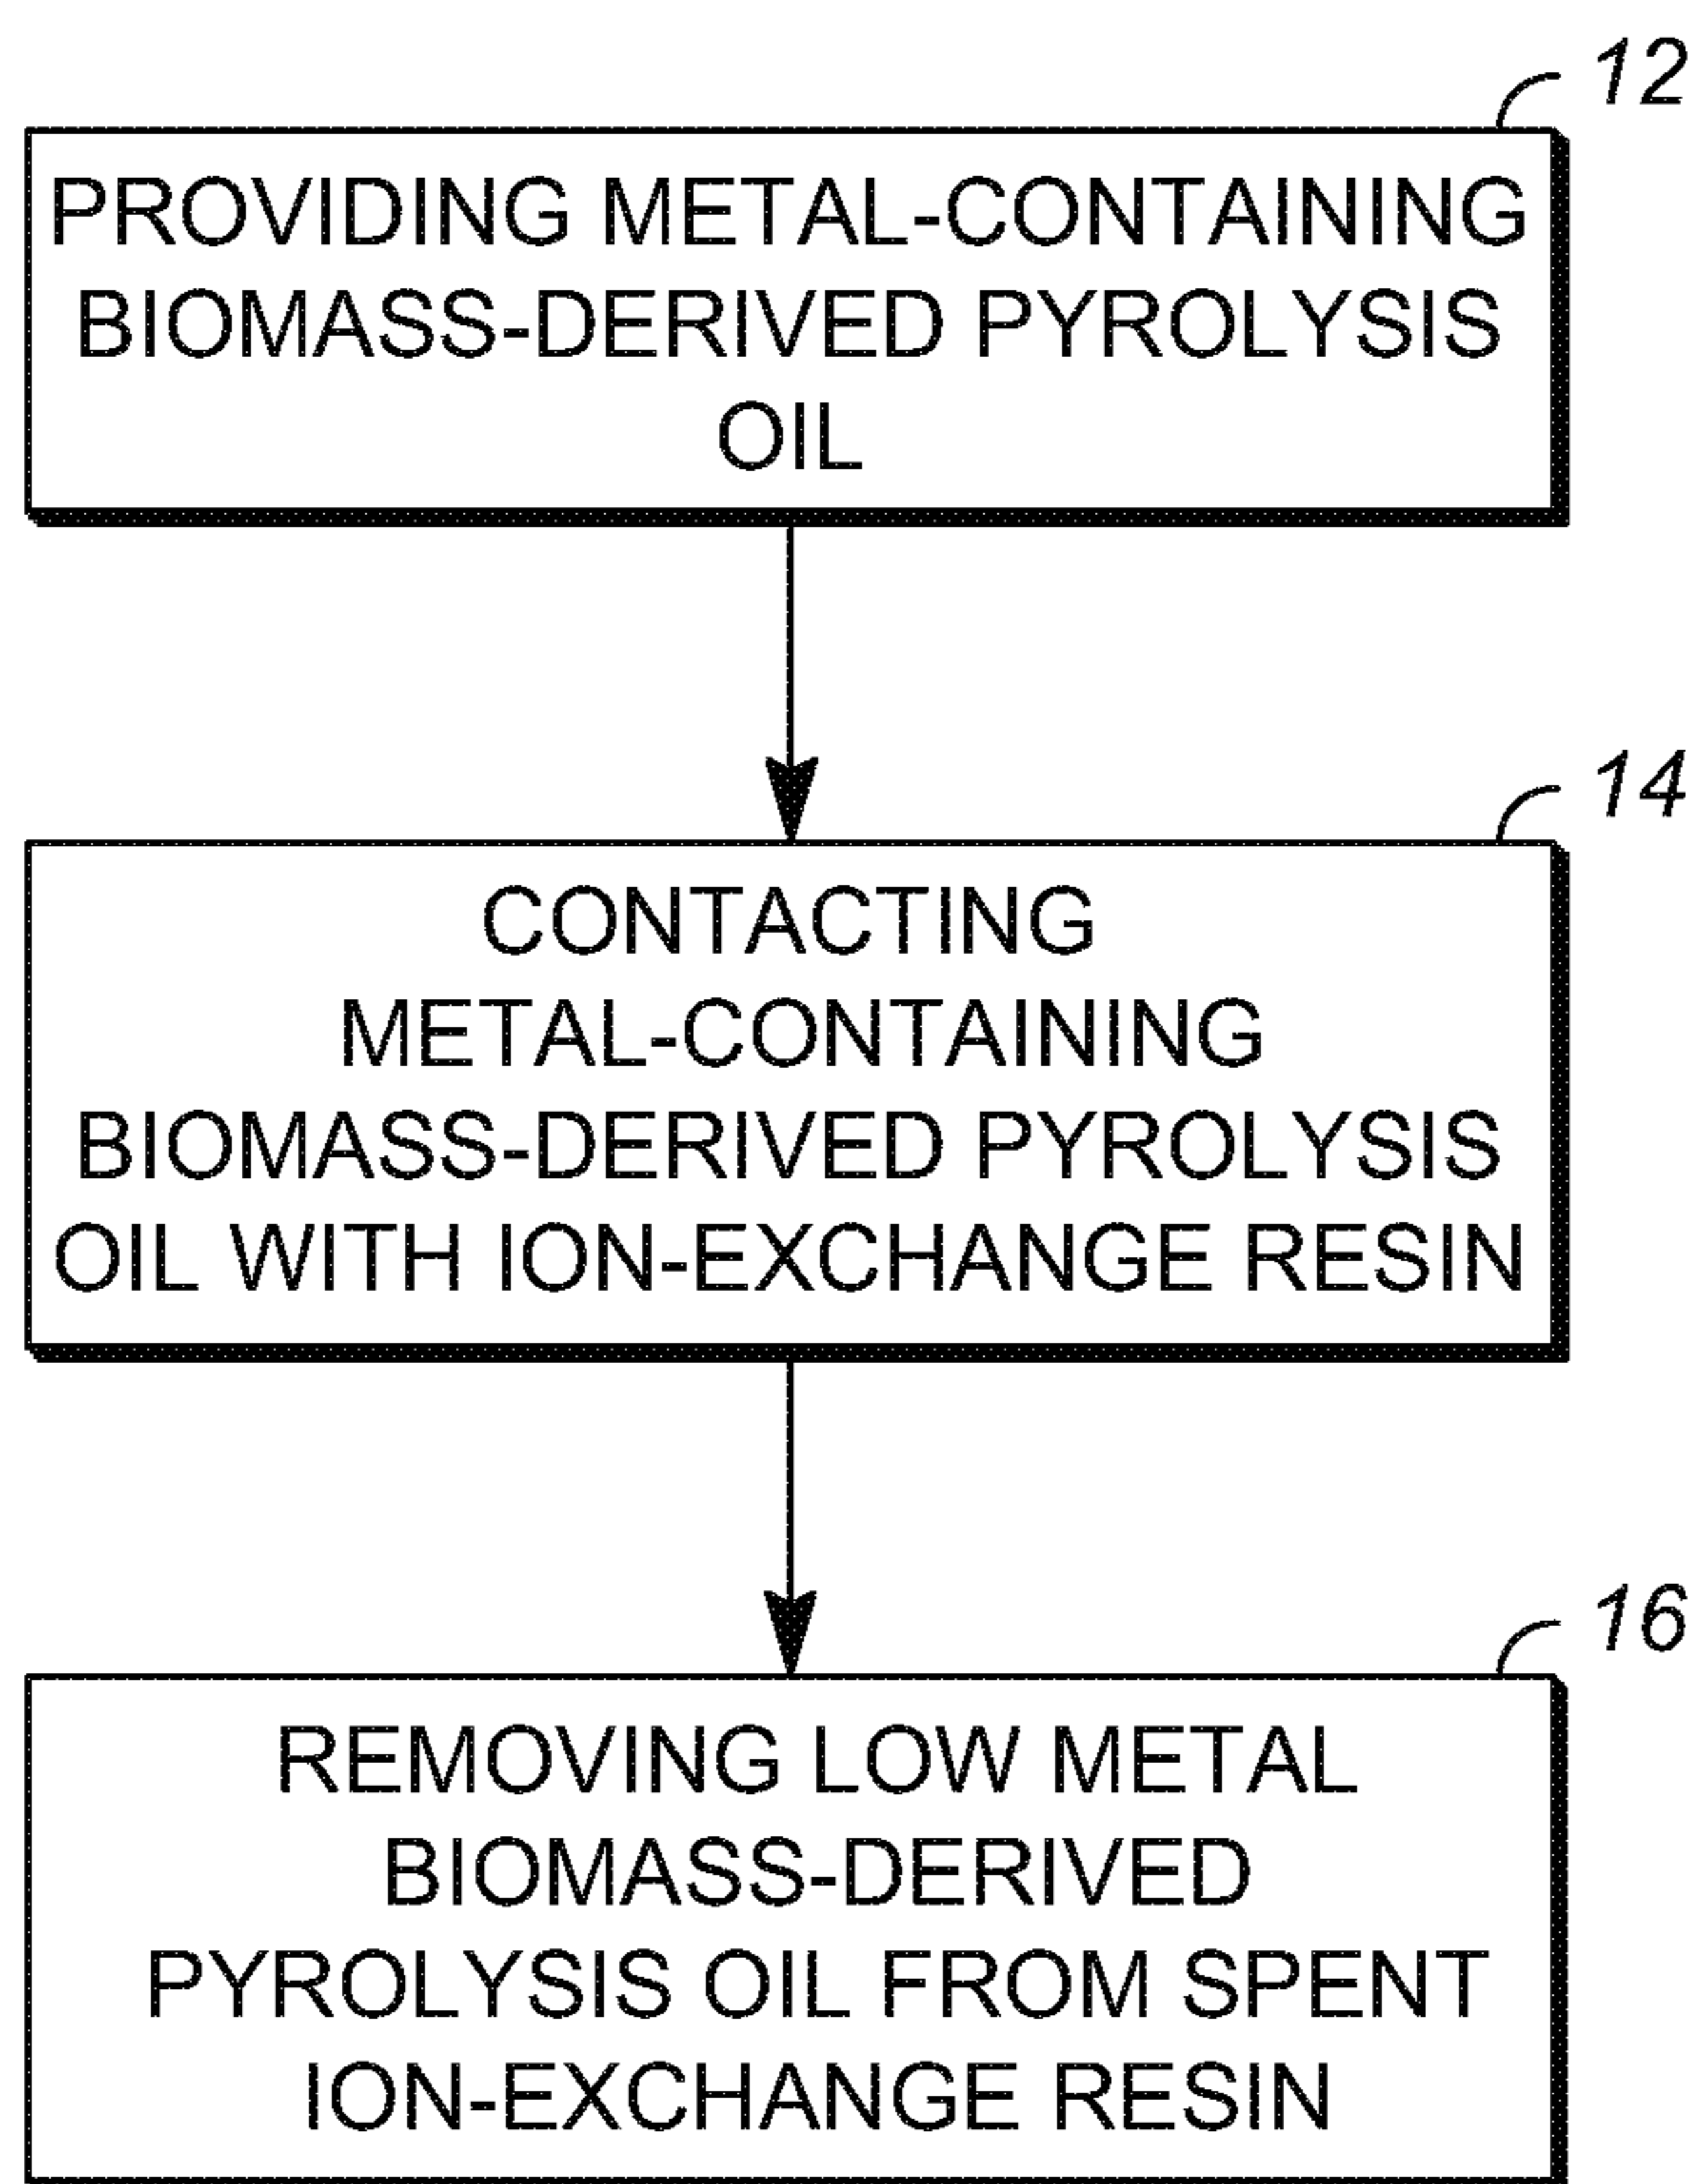 12
PROVIDING METAL-CONTAINING
BIOMASS-DERIVED PYROLYSIS
OIL
14
CONTACTING
METAL-CONTAINING
BIOMASS-DERIVED PYROLYSIS
OIL WITH ION-EXCHANGE RESIN
16
REMOVING LOW METAL
BIOMASS-DERIVED
PYROLYSIS OIL FROM SPENT
ION-EXCHANGE RESIN